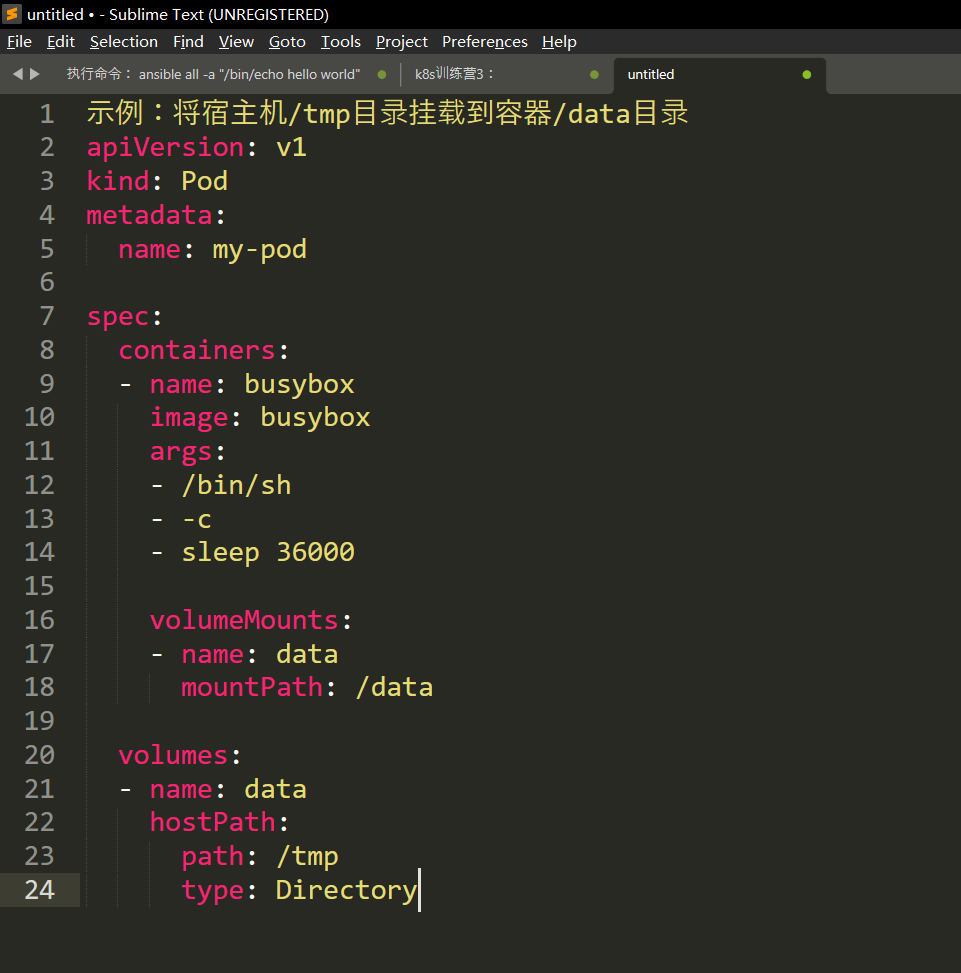 untitled • - Sublime Text (UNREGISTERED)
File Edit Selection Find View Goto Tools Project Preferences Help
执行命令： ansible all -a "/bin/echo hello world" k8s训练营3： untitled
1 示例：将宿主机/tmp目录挂载到容器/data目录
2 apiVersion: v1
3 kind: Pod
4 metadata:
5   name: my-pod
6
7 spec:
8   containers:
9   - name: busybox
10     image: busybox
11     args:
12     - /bin/sh
13     - -c
14     - sleep 36000
15
16     volumeMounts:
17     - name: data
18       mountPath: /data
19
20   volumes:
21   - name: data
22     hostPath:
23       path: /tmp
24       type: Directory